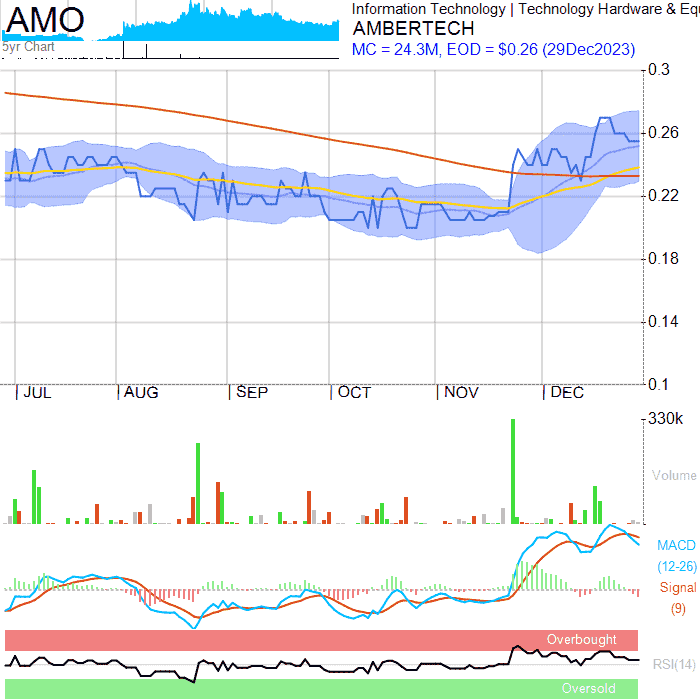 AMO
5yr Chart
Information Technology | Technology Hardware & Equ
AMBERTECH
MC = 24.3M, EOD = $0.26 (29Dec2023)
0.3
0.26
0.22
0.18
0.14
0.1
JUL AUG SEP OCT NOV DEC
330k
Volume
MACD
(12-26)
Signal
(9)
Overbought
RSI(14)
Oversold